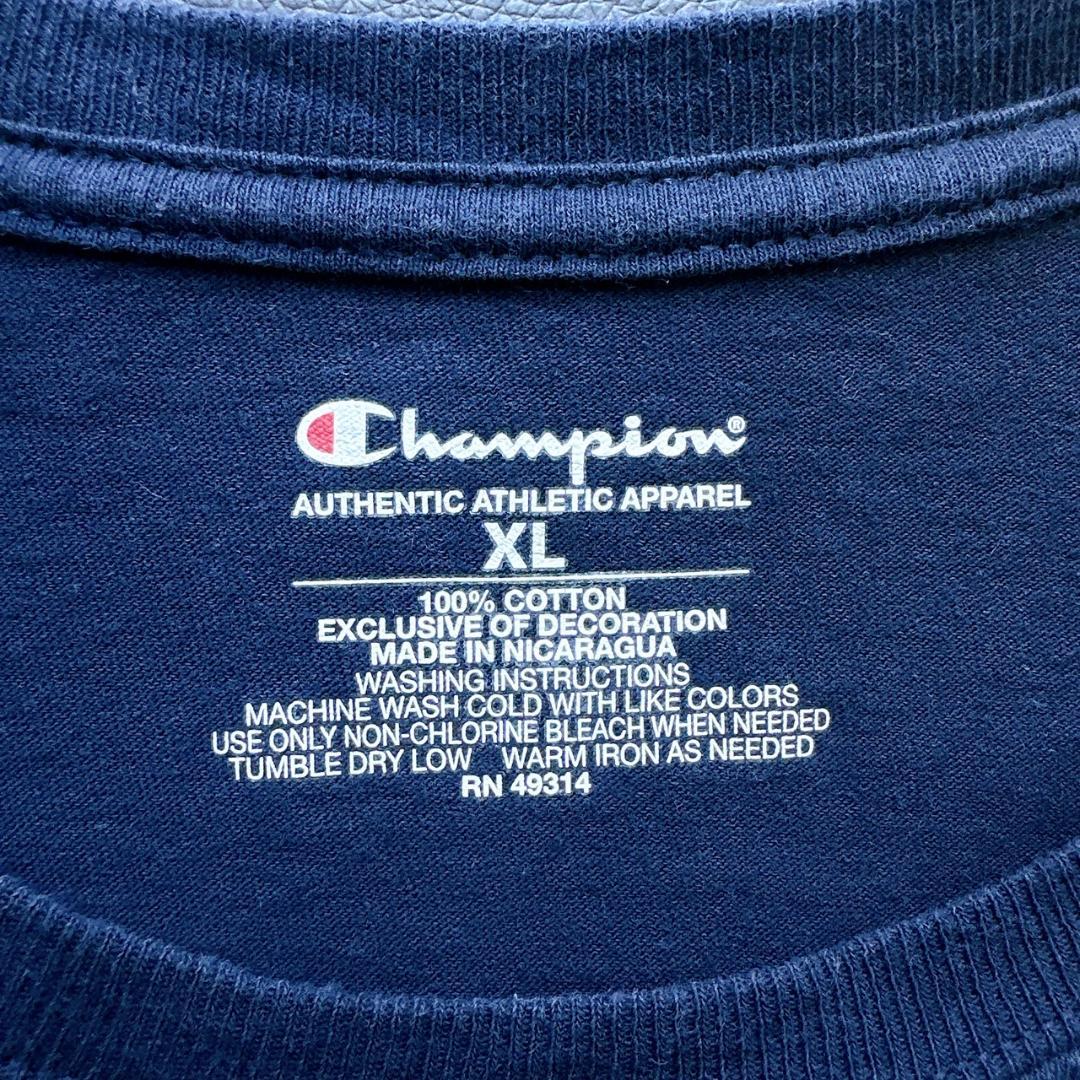 Champion®
AUTHENTIC ATHLETIC APPAREL
XL
100% COTTON
EXCLUSIVE OF DECORATION
MADE IN NICARAGUA
WASHING INSTRUCTIONS
MACHINE WASH COLD WITH LIKE COLORS
USE ONLY NON-CHLORINE BLEACH WHEN NEEDED
TUMBLE DRY LOW WARM IRON AS NEEDED
RN 49314